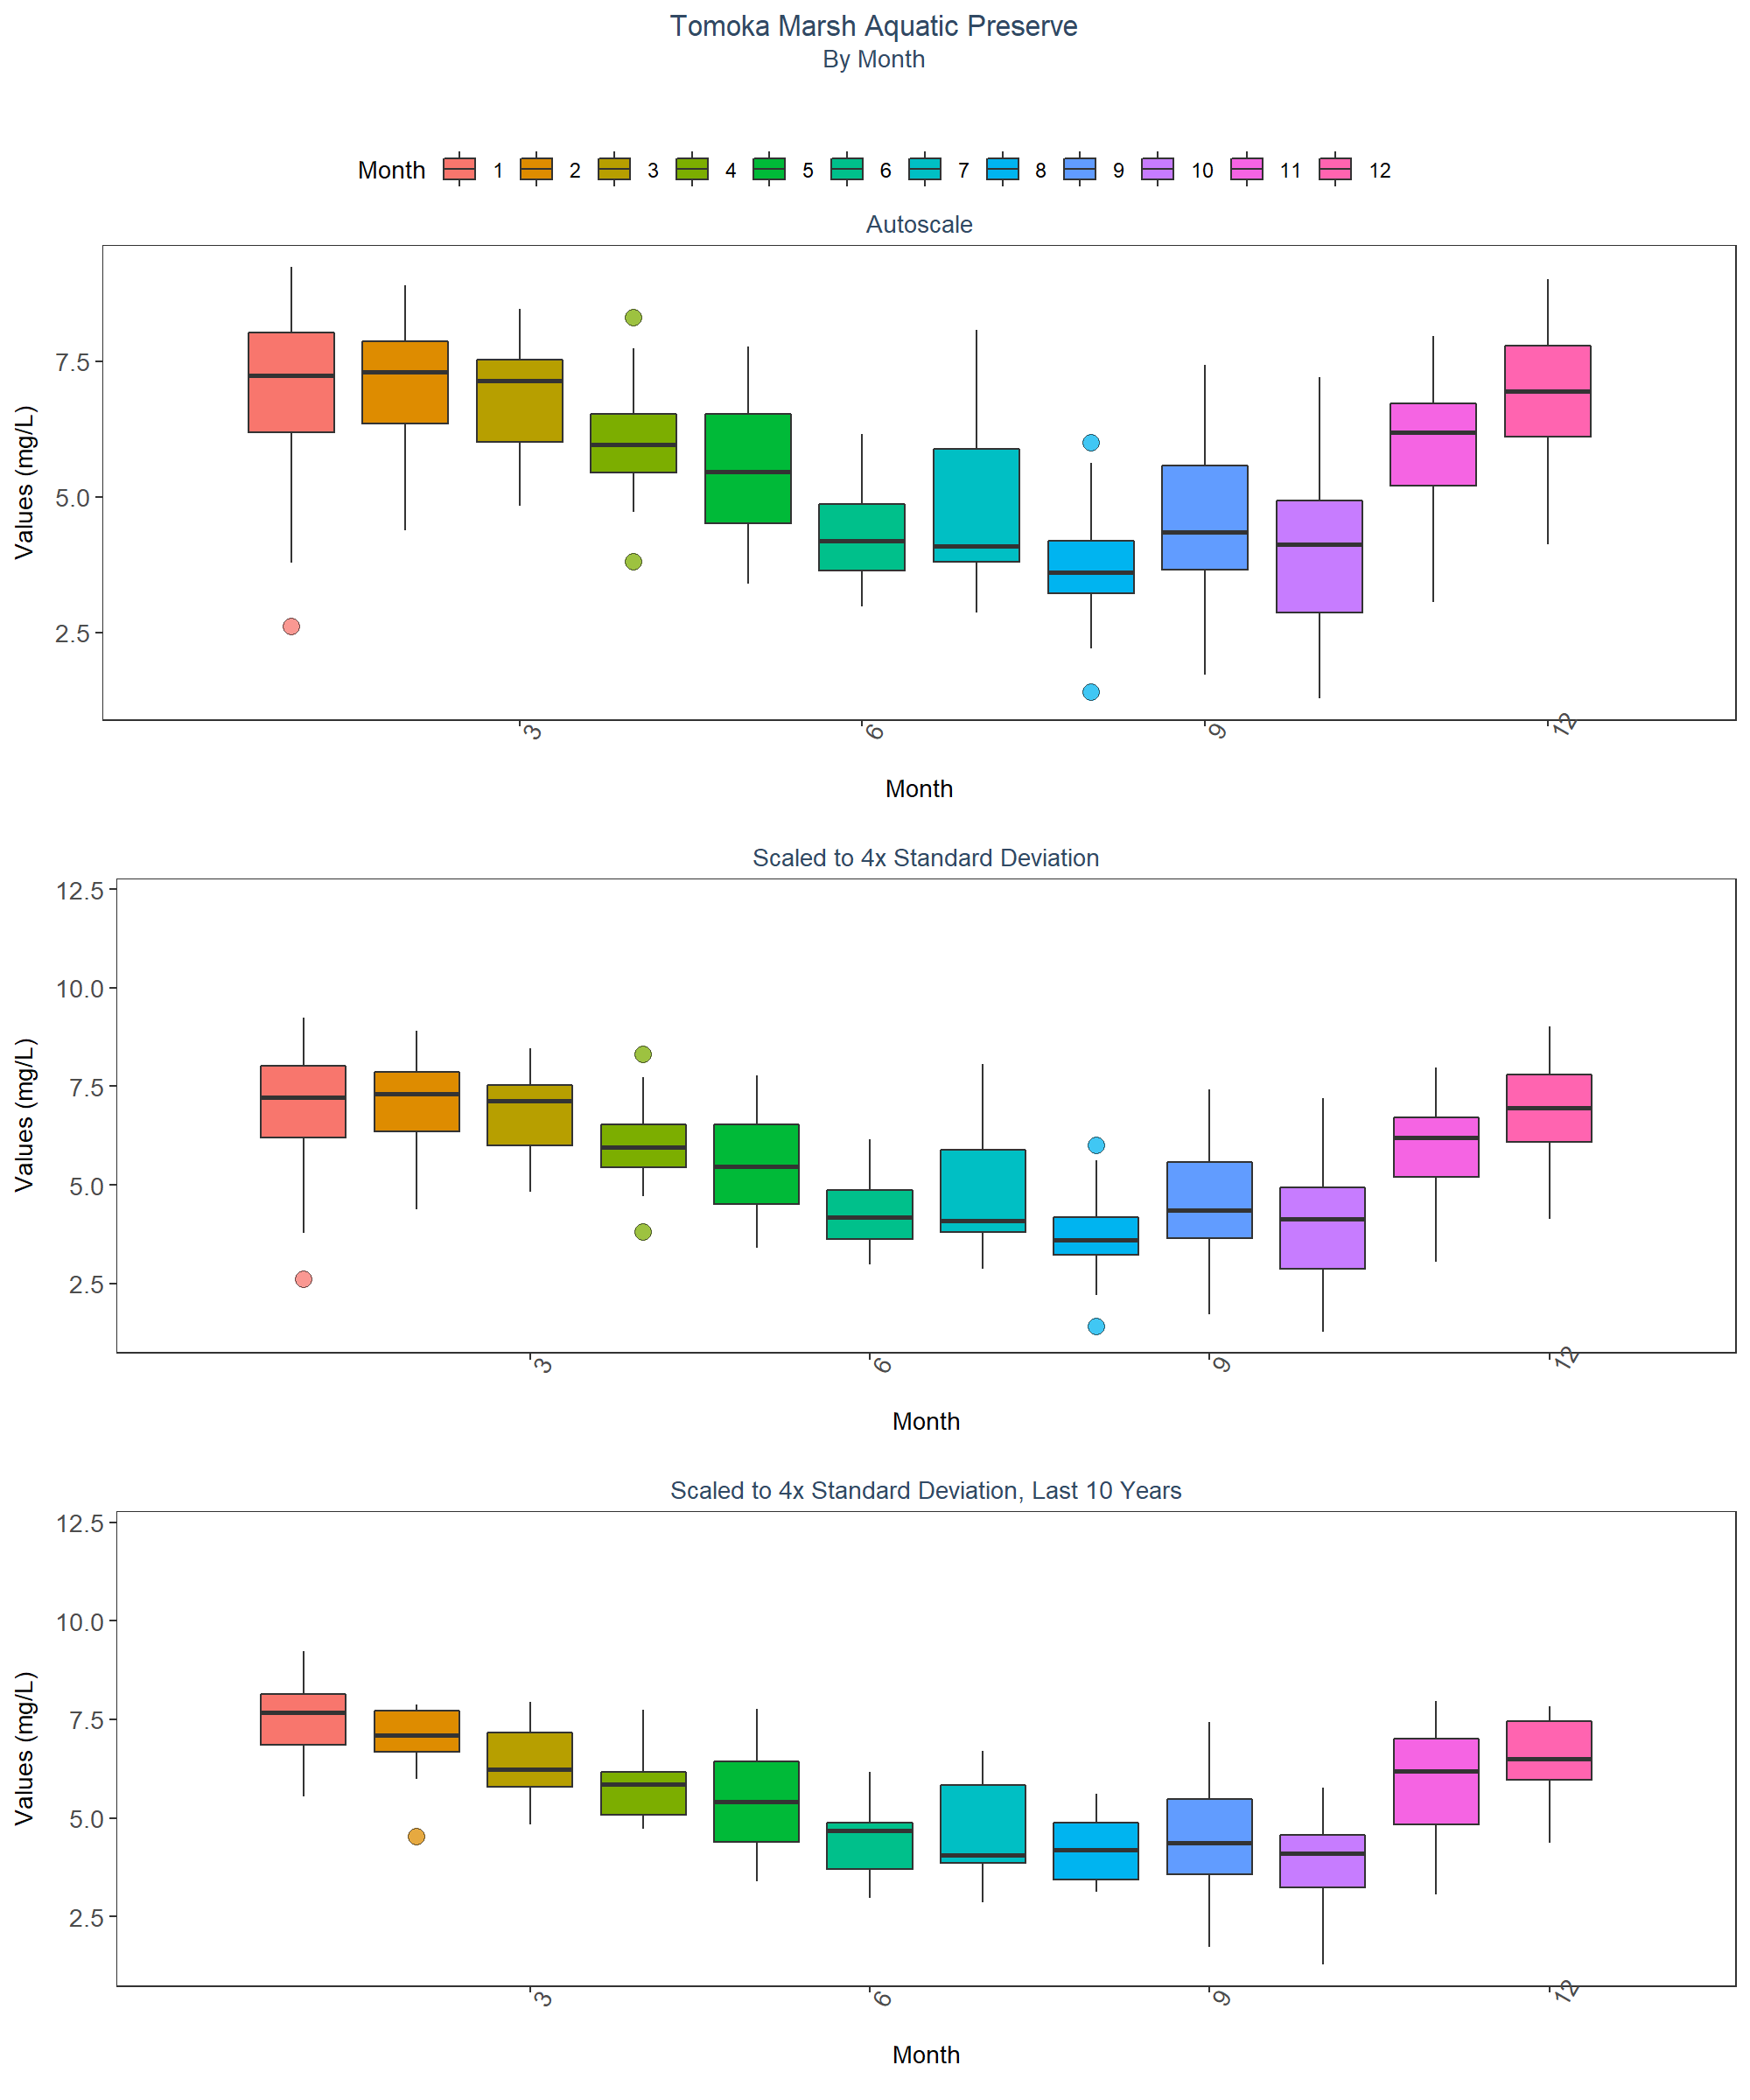 Tomoka Marsh Aquatic Preserve
By Month
Month 1 2 3 4 5 6 7 8 9 10 11 12
Autoscale
Values (mg/L)
7.5
5.0
2.5
3 6 9 12
Month
Scaled to 4x Standard Deviation
Values (mg/L)
12.5
10.0
7.5
5.0
2.5
3 6 9 12
Month
Scaled to 4x Standard Deviation, Last 10 Years
Values (mg/L)
12.5
10.0
7.5
5.0
2.5
3 6 9 12
Month